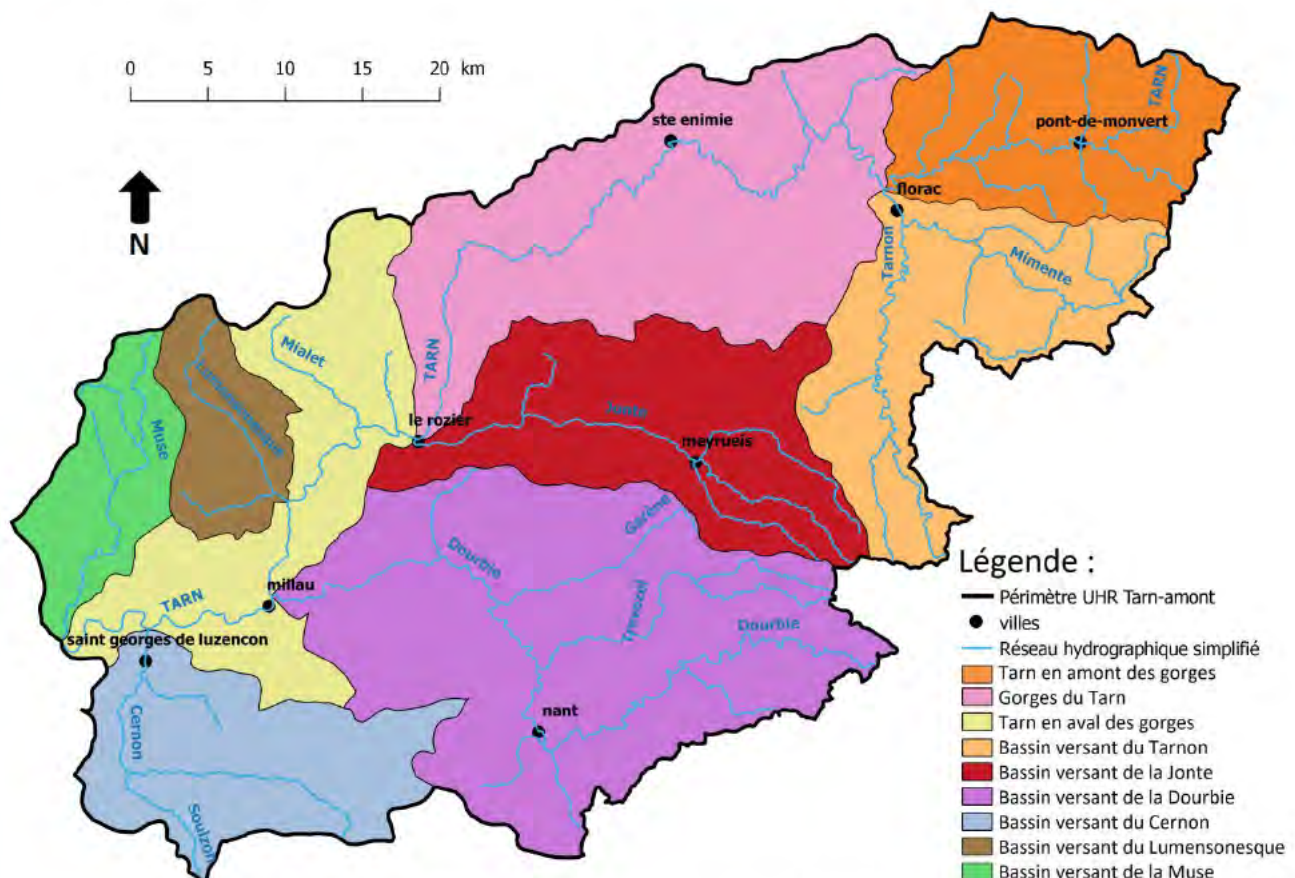 0 5 10 15 20 km
N
ste enimie
TARN
pont-de-monvert
florac
Tarnon
Mimente
Mialet
TARN
Lumensonesque
Muse
le rozier
Jonte
meyrueis
Garène
Dourbie
millau
TARN
Trevezel
Dourbie
saint georges de luzencon
nant
Cernon
Soulzon
Légende :
Périmètre UHR Tarn-amont
villes
Réseau hydrographique simplifié
Tarn en amont des gorges
Gorges du Tarn
Tarn en aval des gorges
Bassin versant du Tarnon
Bassin versant de la Jonte
Bassin versant de la Dourbie
Bassin versant du Cernon
Bassin versant du Lumensonesque
Bassin versant de la Muse